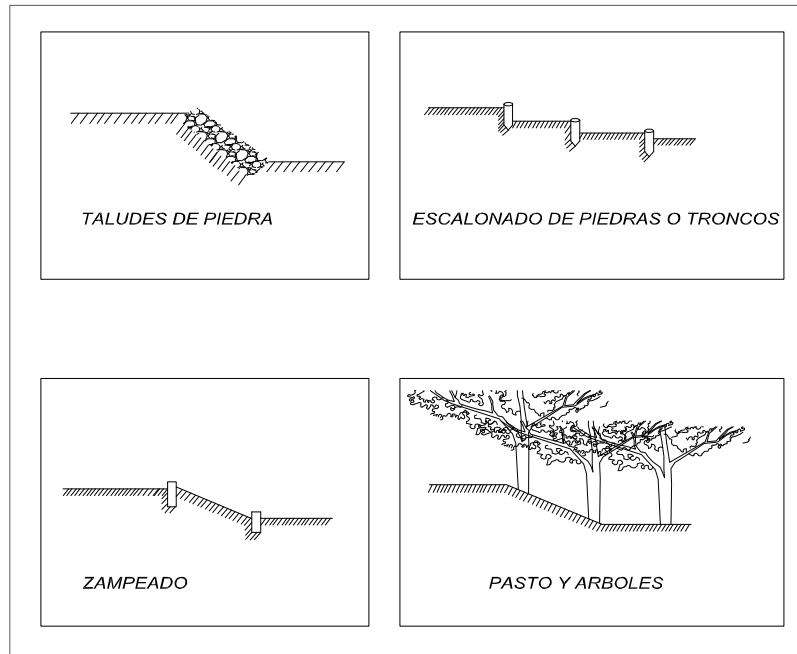 TALUDES DE PIEDRA
ESCALONADO DE PIEDRAS O TRONCOS
ZAMPEADO
PASTO Y ARBOLES